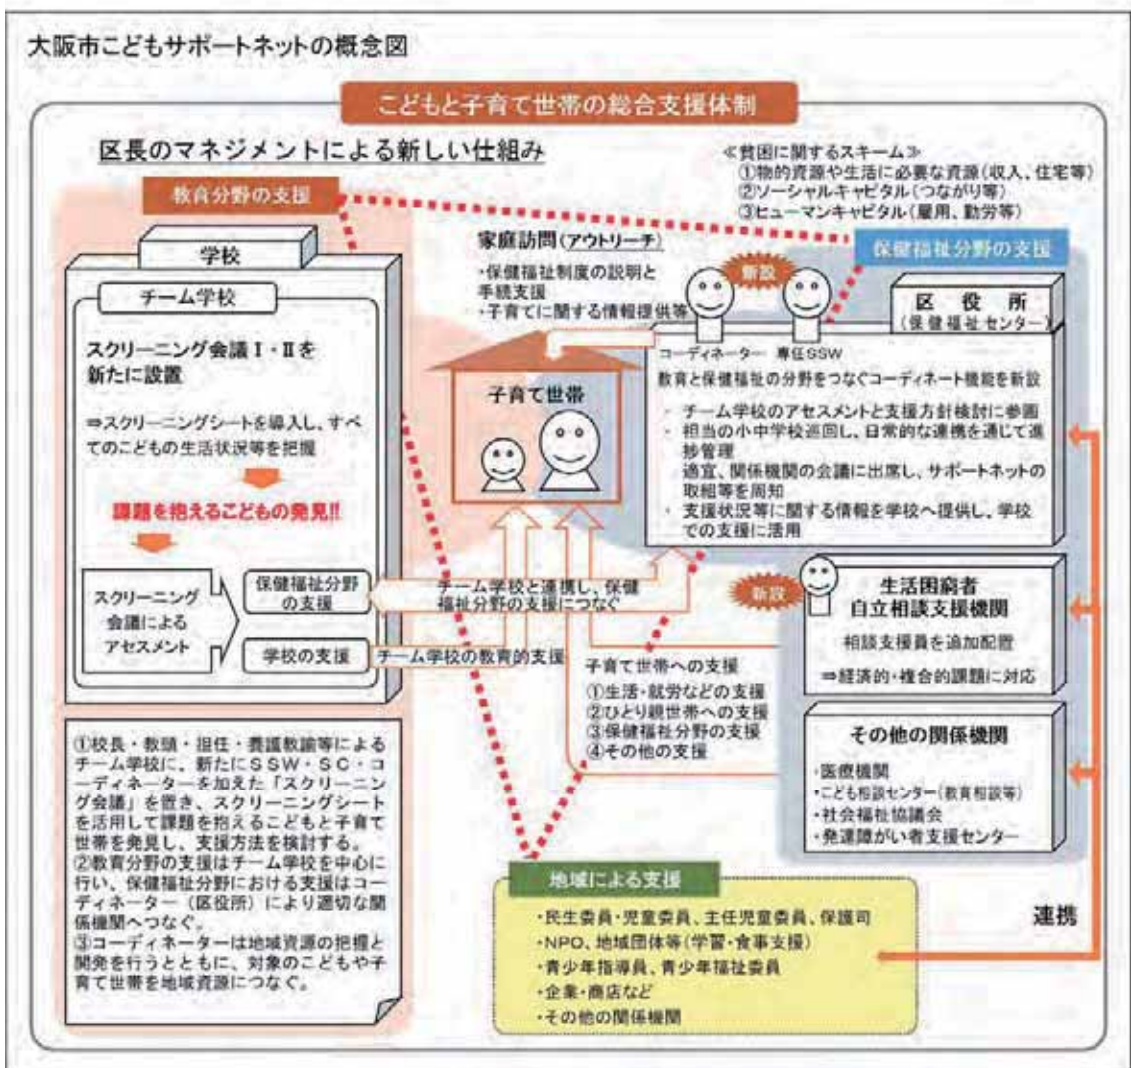 大阪市こどもサポートネットの概念図
こどもと子育て世帯の総合支援体制
区長のマネジメントによる新しい仕組み
≪貧困に関するスキーム≫
①物的資源や生活に必要な資源(収入、住宅等)
②ソーシャルキャピタル(つながり等)
③ヒューマンキャピタル(雇用、勤労等)
教育分野の支援
保健福祉分野の支援
学校
チーム学校
スクリーニング会議Ⅰ・Ⅱを
新たに設置
⇒スクリーニングシートを導入し、すべ
てのこどもの生活状況等を把握
課題を抱えるこどもの発見!!
スクリーニング
会議による
アセスメント
保健福祉分野
の支援
学校の支援
家庭訪問(アウトリーチ)
・保健福祉制度の説明と
手続支援
・子育てに関する情報提供等
子育て世帯
新設
区役所
(保健福祉センター)
コーディネーター 専任SSW
教育と保健福祉の分野をつなぐコーディネート機能を新設
・ チーム学校のアセスメントと支援方針検討に参画
・ 担当の小中学校巡回し、日常的な連携を通じて進
捗管理
適宜、関係機関の会議に出席し、サポートネットの
取組等を周知
・ 支援状況等に関する情報を学校へ提供し、学校
での支援に活用
チーム学校と連携し、保健
福祉分野の支援につなぐ
チーム学校の教育的支援
新設
生活困窮者
自立相談支援機関
相談支援員を追加配置
⇒経済的・複合的課題に対応
子育て世帯への支援
①生活・就労などの支援
②ひとり親世帯への支援
③保健福祉分野の支援
④その他の支援
その他の関係機関
・医療機関
・こども相談センター(教育相談等)
・社会福祉協議会
・発達障がい者支援センター
①校長・教頭・担任・養護教諭等による
チーム学校に、新たにSSW・SC・コ
ーディネーターを加えた「スクリーニン
グ会議」を置き、スクリーニングシート
を活用して課題を抱えるこどもと子育て
世帯を発見し、支援方法を検討する。
②教育分野の支援はチーム学校を中心に
行い、保健福祉分野における支援はコー
ディネーター(区役所)により適切な関
係機関へつなぐ。
③コーディネーターは地域資源の把握と
開発を行うとともに、対象のこどもや子
育て世帯を地域資源につなぐ。
地域による支援
・民生委員・児童委員、主任児童委員、保護司
・NPO、地域団体等(学習・食事支援)
・青少年指導員、青少年福祉委員
・企業・商店など
・その他の関係機関
連携